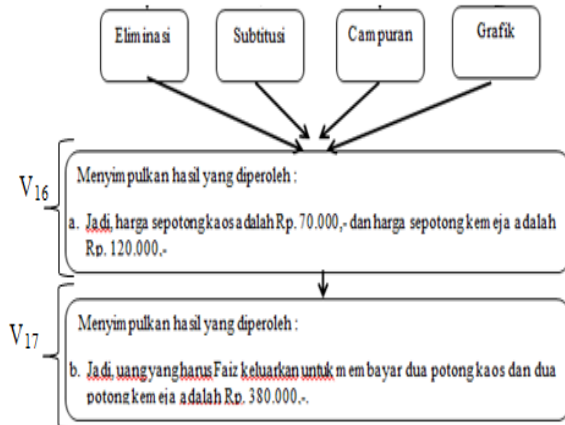 Eliminasi
Subtitusi
Campuran
Grafik
V16
Menyimpulkan hasil yang diperoleh :
a. Jadi, harga sepotong kaos adalah Rp. 70.000,- dan harga sepotong kemeja adalah
Rp. 120.000,-
V17
Menyimpulkan hasil yang diperoleh :
b. Jadi, uang yang harus Faiz keluarkan untuk membayar dua potong kaos dan dua
potong kemeja adalah Rp. 380.000,-.